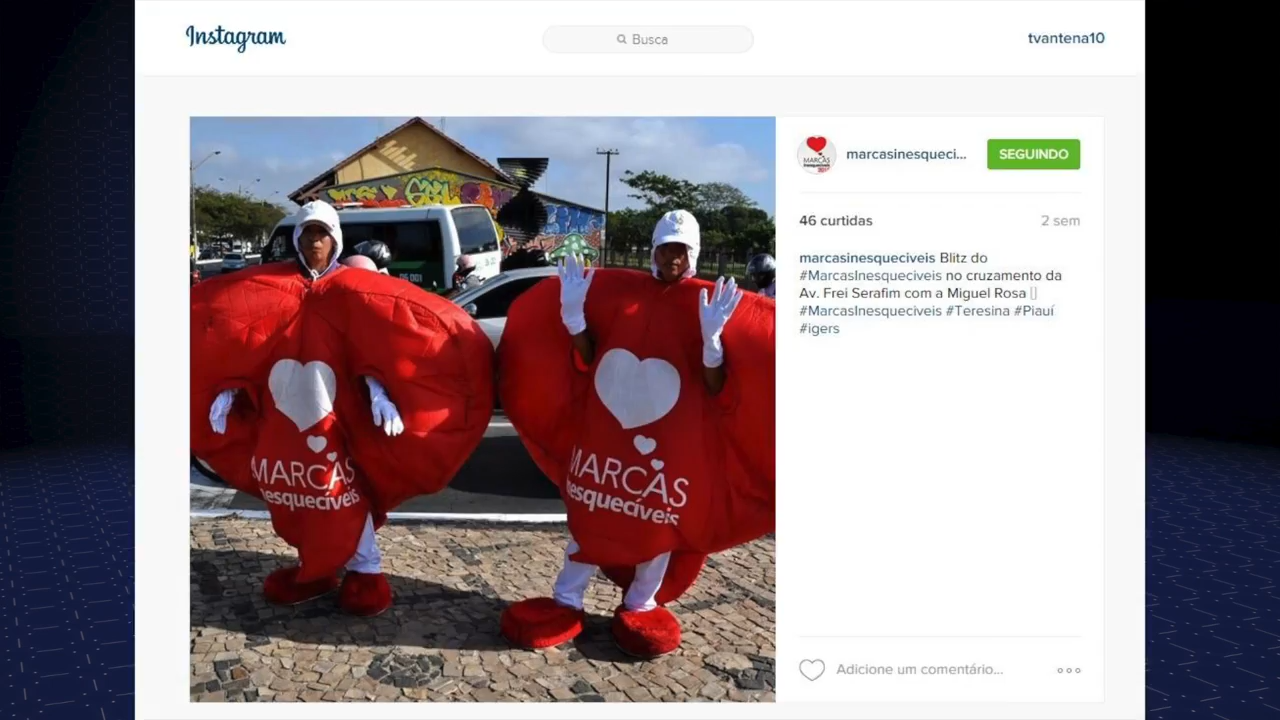 Instagram
Busca
tvantena10
marcasinesqueci...
SEGUINDO
46 curtidas
2 sem
marcasinesqueciveis Blitz do
#MarcasInesqueciveis no cruzamento da
Av. Frei Serafim com a Miguel Rosa
#MarcasInesqueciveis #Teresina #Piauí
#igers
MARCAS
inesquecíveis
MARCAS
inesquecíveis
Adicione um comentário...